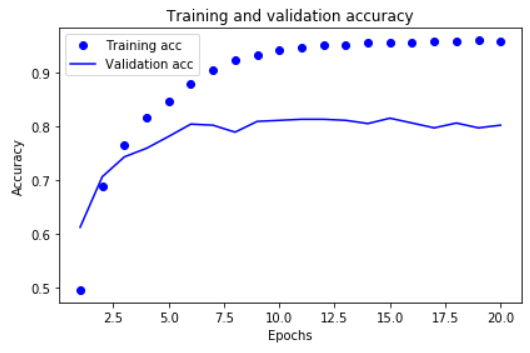 Training and validation accuracy
Training acc
Validation acc
0.9
0.8
0.7
0.6
0.5
Accuracy
2.5 5.0 7.5 10.0 12.5 15.0 17.5 20.0
Epochs